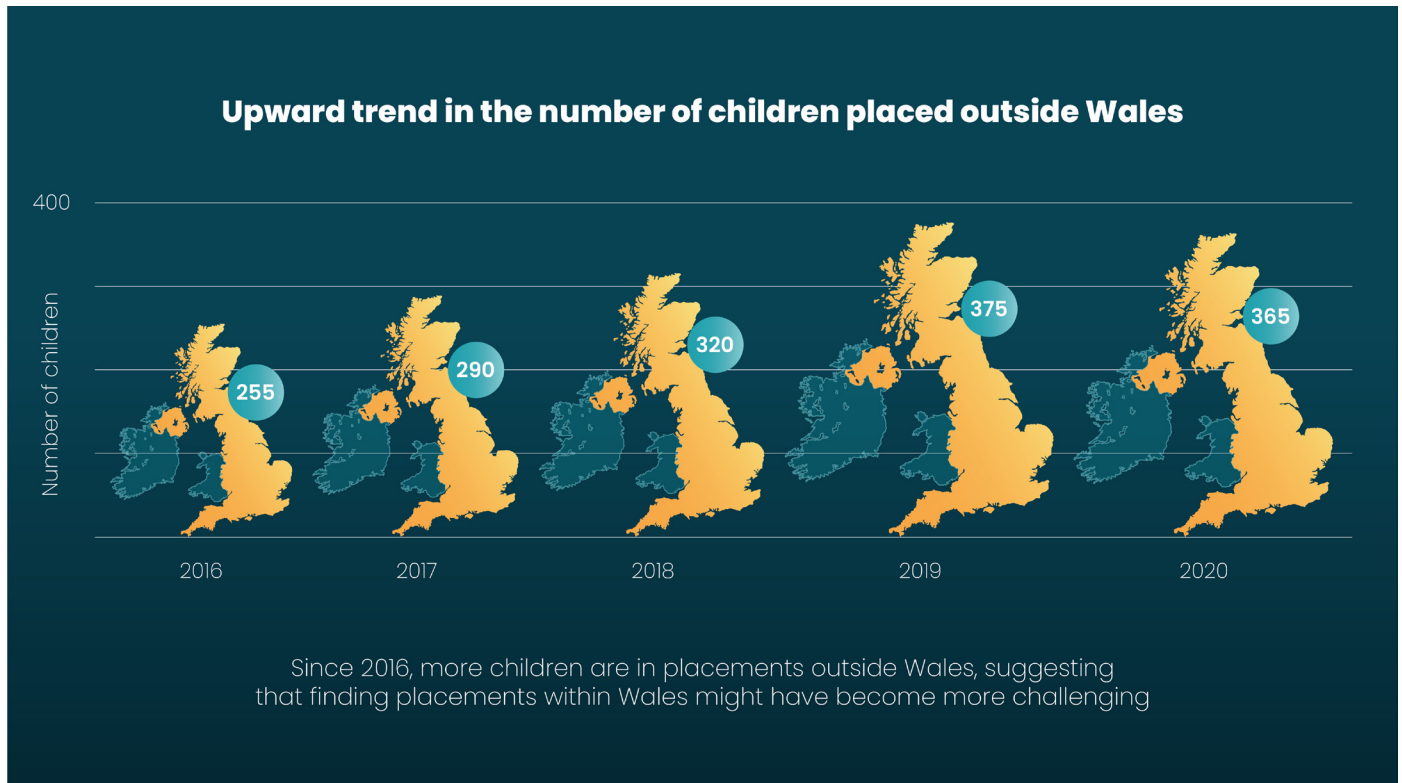 Upward trend in the number of children placed outside Wales
400
Number of children
255
290
320
375
365
2016
2017
2018
2019
2020
Since 2016, more children are in placements outside Wales, suggesting
that finding placements within Wales might have become more challenging